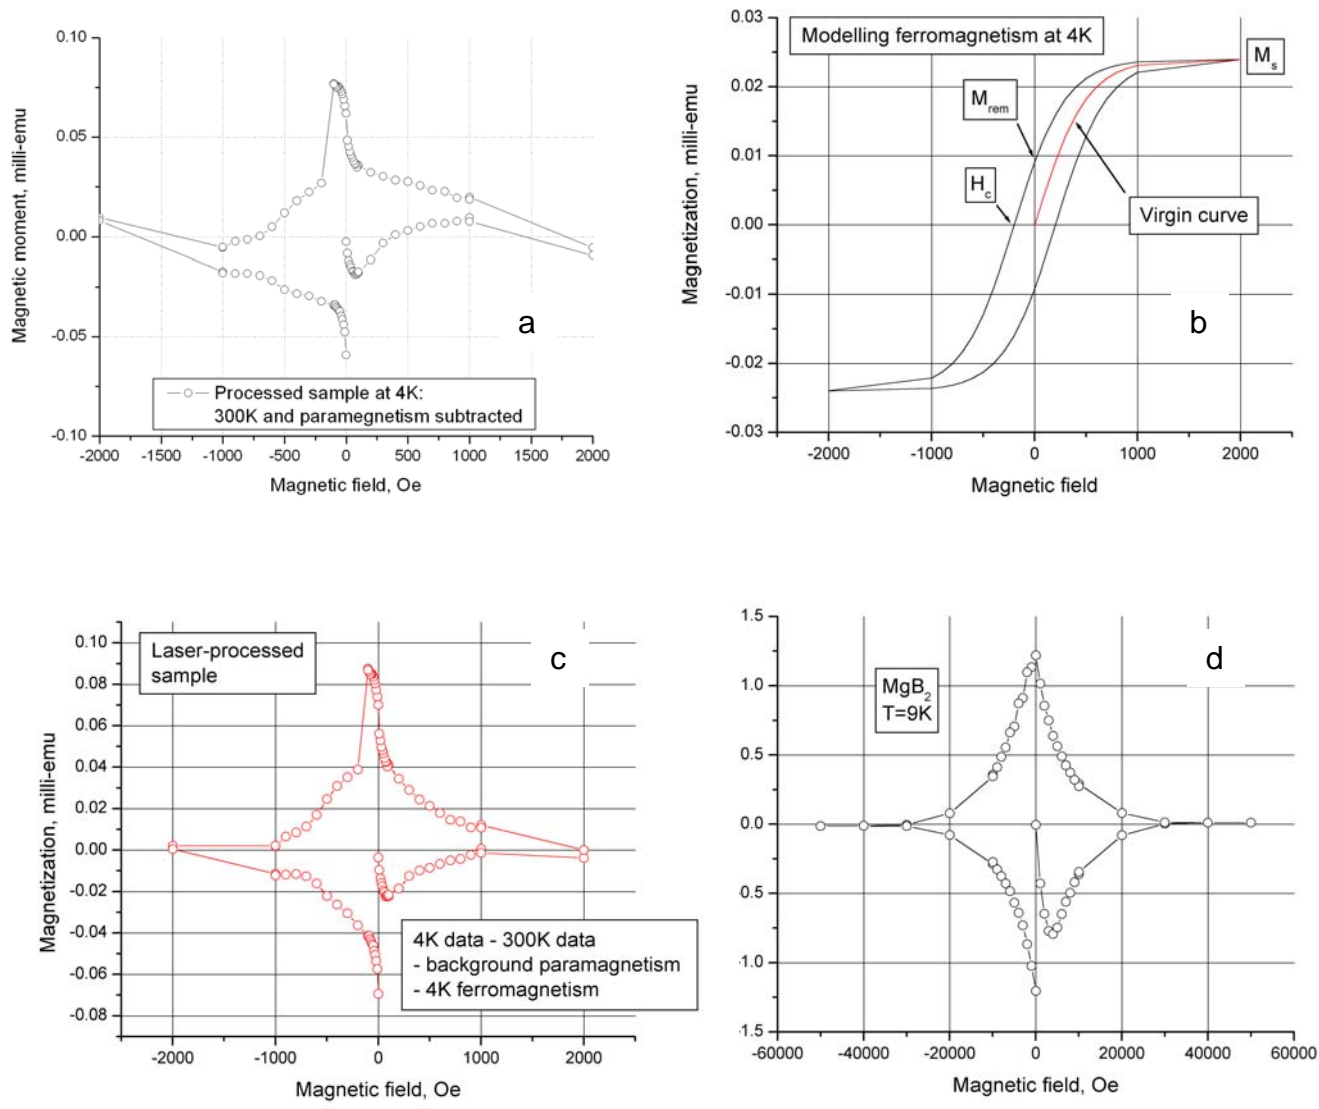 0.10
0.05
0.00
-0.05
-0.10
Magnetic moment, milli-emu
a
Processed sample at 4K:
300K and paramegnetism subtracted
-2000 -1500 -1000 -500 0 500 1000 1500 2000
Magnetic field, Oe
0.03
0.02
0.01
0.00
-0.01
-0.02
-0.03
Magnetization, milli-emu
Modelling ferromagnetism at 4K
Ms
Mrem
Hc
Virgin curve
b
-2000 -1000 0 1000 2000
Magnetic field
0.10
0.08
0.06
0.04
0.02
0.00
-0.02
-0.04
-0.06
-0.08
Magnetization, milli-emu
Laser-processed
sample
c
4K data - 300K data
- background paramagnetism
- 4K ferromagnetism
-2000 -1000 0 1000 2000
Magnetic field, Oe
1.5
1.0
0.5
0.0
-0.5
-1.0
-1.5
MgB2
T=9K
d
-60000 -40000 -20000 0 20000 40000 60000
Magnetic field, Oe